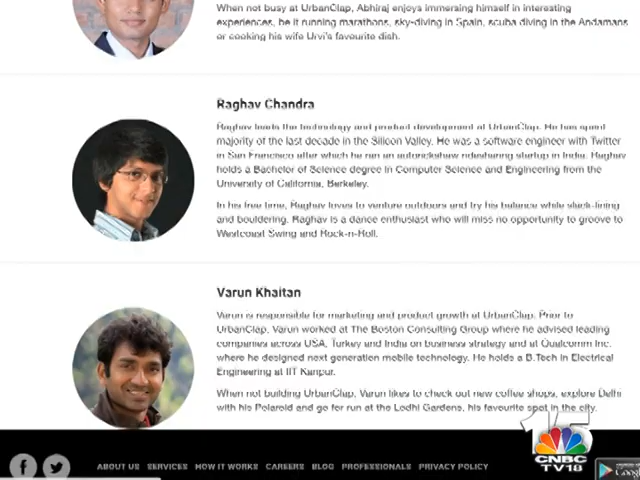 When not busy at UrbanClap, Abhiraj enjoys immersing himself in interesting
experiences, be it running marathons, sky-diving in Spain, scuba diving in the Andamans
or cooking his wife Urvi's favourite dish.
Raghav Chandra
Raghav leads the technology and product development at UrbanClap. He has spent
majority of the last decade in the Silicon Valley. He was a software engineer with Twitter
in San Francisco after which he ran an autorickshaw ridesharing startup in India. Raghav
holds a Bachelor of Science degree in Computer Science and Engineering from the
University of California, Berkeley.
In his free time, Raghav loves to venture outdoors and try his balance while slack-lining
and bouldering. Raghav is a dance enthusiast who will miss no opportunity to groove to
Westcoast Swing and Rock-n-Roll.
Varun Khaitan
Varun is responsible for marketing and product growth at UrbanClap. Prior to
UrbanClap, Varun worked at The Boston Consulting Group where he advised leading
companies across USA, Turkey and India on business strategy and at Qualcomm Inc.
where he designed next generation mobile technology. He holds a B.Tech in Electrical
Engineering at IIT Kanpur.
When not building UrbanClap, Varun likes to check out new coffee shops, explore Delhi
with his Polaroid and go for run at the Lodhi Gardens, his favourite spot in the city.
15
CNBC
TV18
ABOUT US SERVICES HOW IT WORKS CAREERS BLOG PROFESSIONALS PRIVACY POLICY